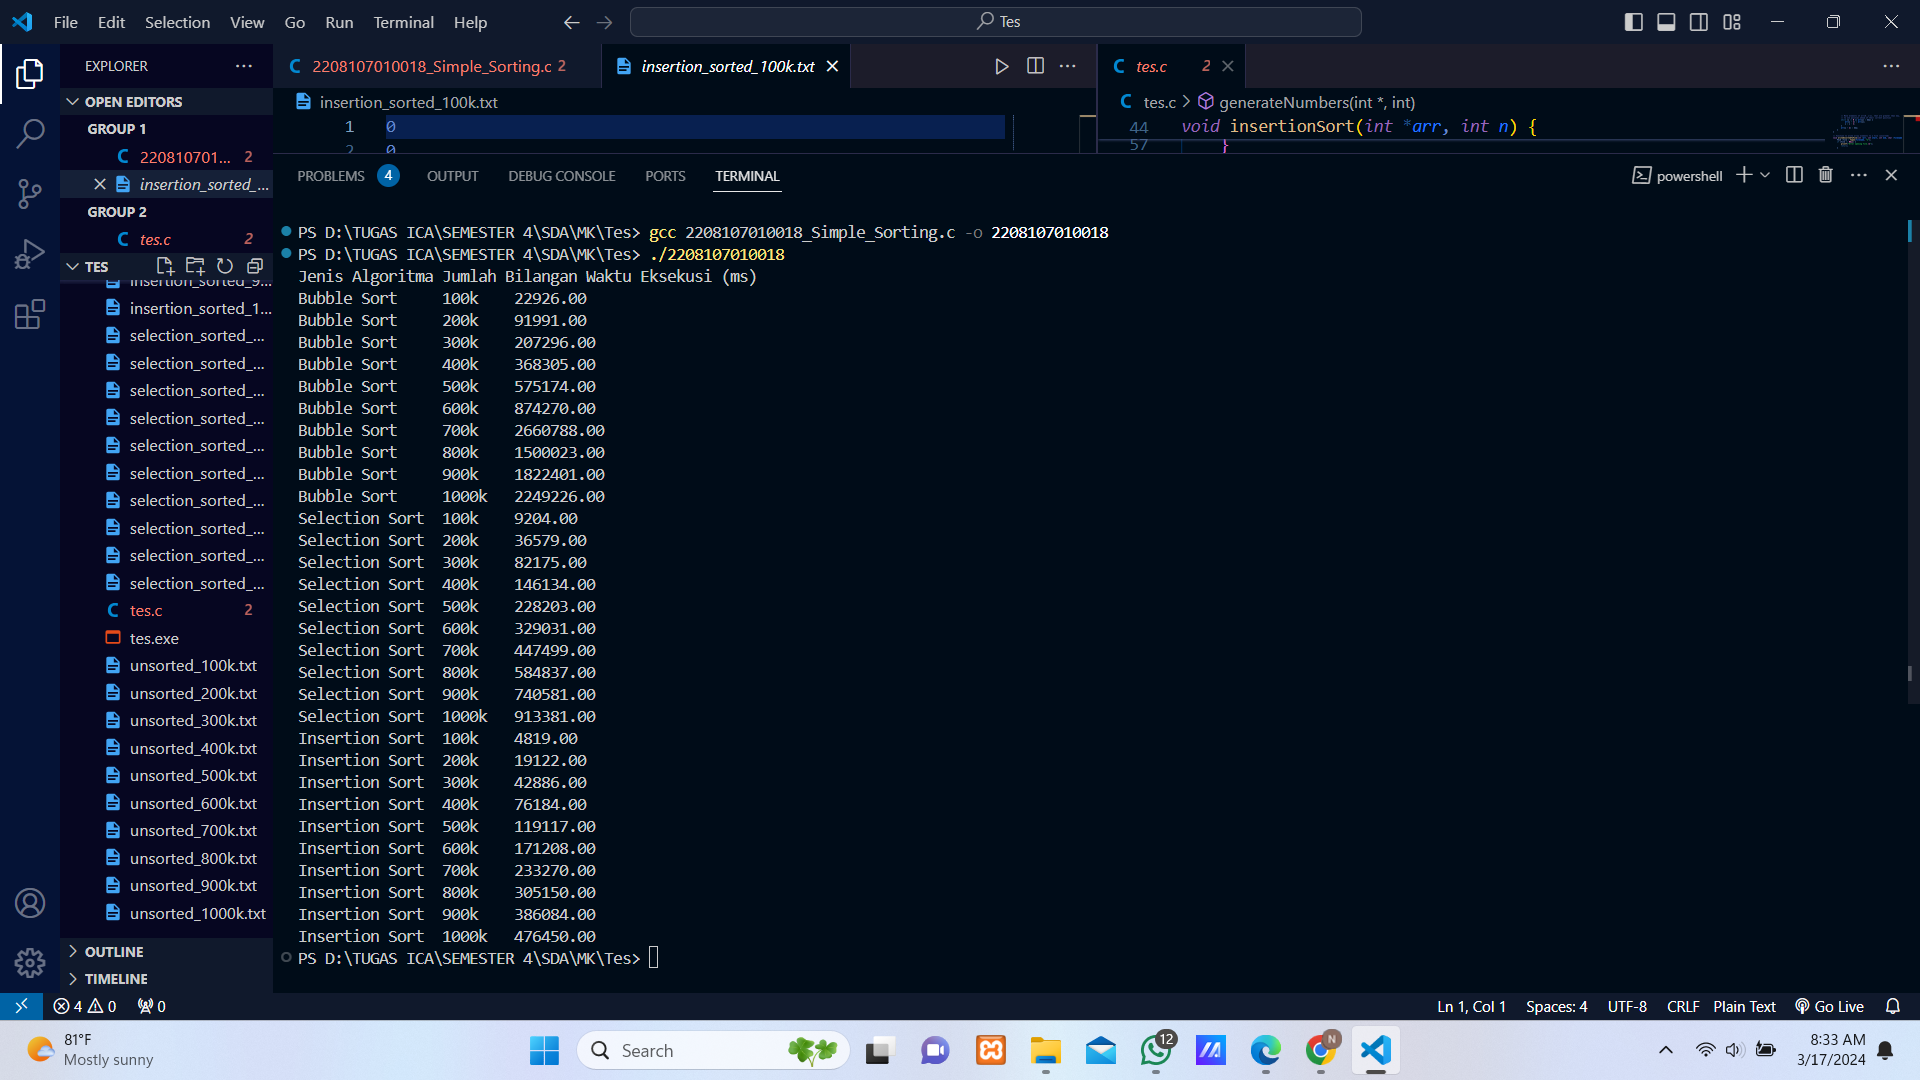 File Edit Selection View Go Run Terminal Help
Tes
EXPLORER
OPEN EDITORS
GROUP 1
220810701... 2
insertion_sorted_...
GROUP 2
tes.c 2
TES
insertion_sorted_9...
insertion_sorted_1...
selection_sorted_...
selection_sorted_...
selection_sorted_...
selection_sorted_...
selection_sorted_...
selection_sorted_...
selection_sorted_...
selection_sorted_...
selection_sorted_...
selection_sorted_...
tes.c 2
tes.exe
unsorted_100k.txt
unsorted_200k.txt
unsorted_300k.txt
unsorted_400k.txt
unsorted_500k.txt
unsorted_600k.txt
unsorted_700k.txt
unsorted_800k.txt
unsorted_900k.txt
unsorted_1000k.txt
OUTLINE
TIMELINE
2208107010018_Simple_Sorting.c 2
insertion_sorted_100k.txt
insertion_sorted_100k.txt
1 0
2 0
tes.c 2
tes.c > generateNumbers(int *, int)
44 void insertionSort(int *arr, int n) {
57 }
PROBLEMS 4 OUTPUT DEBUG CONSOLE PORTS TERMINAL
powershell
PS D:\TUGAS ICA\SEMESTER 4\SDA\MK\Tes> gcc 2208107010018_Simple_Sorting.c -o 2208107010018
PS D:\TUGAS ICA\SEMESTER 4\SDA\MK\Tes> ./2208107010018
Jenis Algoritma Jumlah Bilangan Waktu Eksekusi (ms)
Bubble Sort 100k 22926.00
Bubble Sort 200k 91991.00
Bubble Sort 300k 207296.00
Bubble Sort 400k 368305.00
Bubble Sort 500k 575174.00
Bubble Sort 600k 874270.00
Bubble Sort 700k 2660788.00
Bubble Sort 800k 1500023.00
Bubble Sort 900k 1822401.00
Bubble Sort 1000k 2249226.00
Selection Sort 100k 9204.00
Selection Sort 200k 36579.00
Selection Sort 300k 82175.00
Selection Sort 400k 146134.00
Selection Sort 500k 228203.00
Selection Sort 600k 329031.00
Selection Sort 700k 447499.00
Selection Sort 800k 584837.00
Selection Sort 900k 740581.00
Selection Sort 1000k 913381.00
Insertion Sort 100k 4819.00
Insertion Sort 200k 19122.00
Insertion Sort 300k 42886.00
Insertion Sort 400k 76184.00
Insertion Sort 500k 119117.00
Insertion Sort 600k 171208.00
Insertion Sort 700k 233270.00
Insertion Sort 800k 305150.00
Insertion Sort 900k 386084.00
Insertion Sort 1000k 476450.00
PS D:\TUGAS ICA\SEMESTER 4\SDA\MK\Tes>
4 0 0
Ln 1, Col 1 Spaces: 4 UTF-8 CRLF Plain Text Go Live
81°F
Mostly sunny
Search
12
N
8:33 AM
3/17/2024